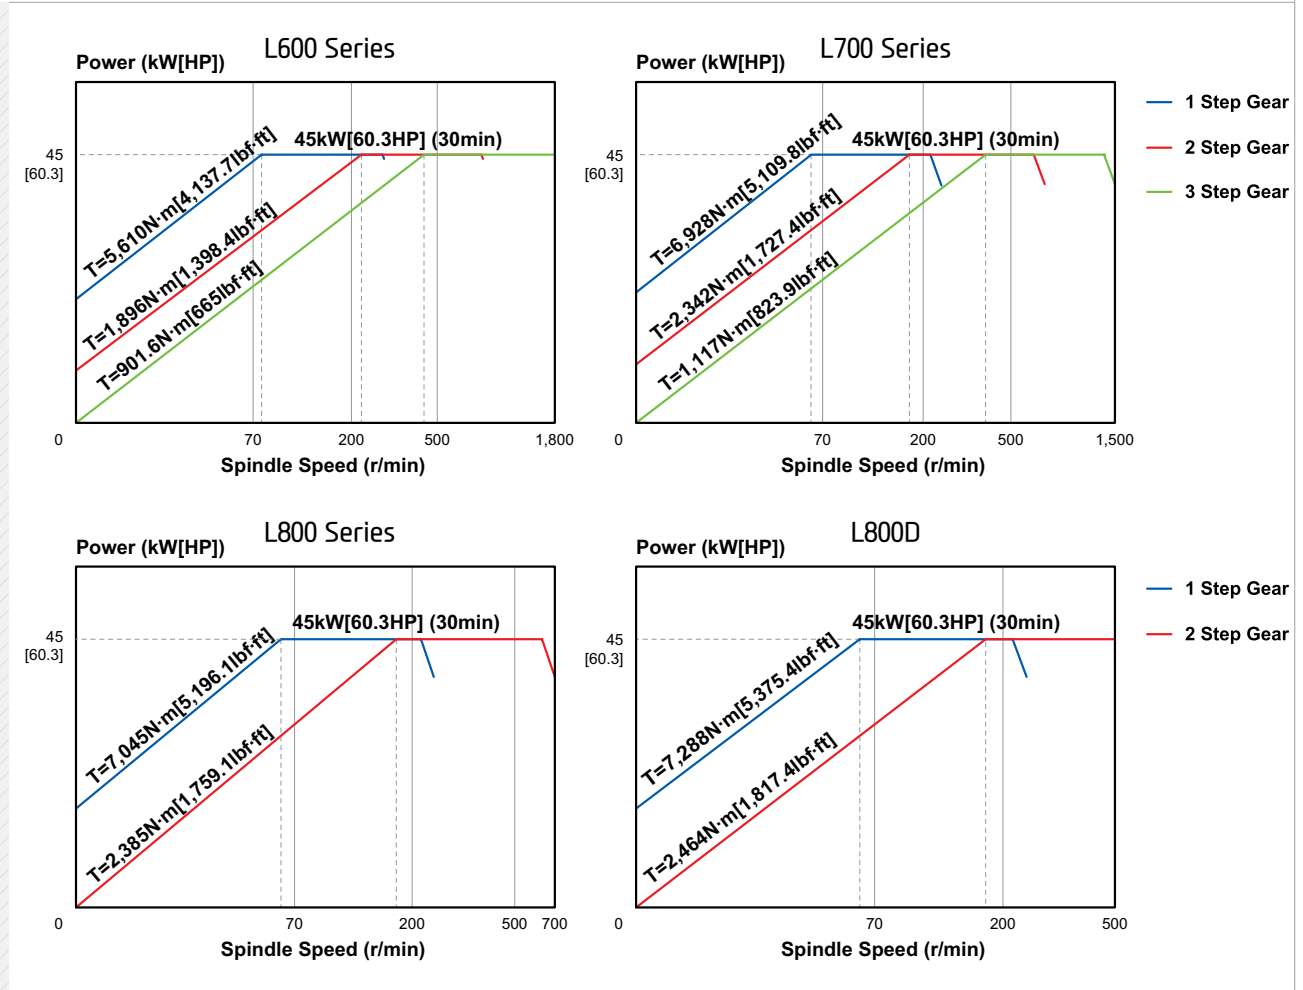 L600 Series
Power (kW[HP])
45kW[60.3HP] (30min)
45
[60.3]
T=5,610N·m[4,137.7lbf·ft]
T=1,896N·m[1,398.4lbf·ft]
T=901.6N·m[665lbf·ft]
0 70 200 500 1,800
Spindle Speed (r/min)
L700 Series
Power (kW[HP])
45kW[60.3HP] (30min)
45
[60.3]
T=6,928N·m[5,109.8lbf·ft]
T=2,342N·m[1,727.4lbf·ft]
T=1,117N·m[823.9lbf·ft]
0 70 200 500 1,500
Spindle Speed (r/min)
1 Step Gear
2 Step Gear
3 Step Gear
L800 Series
Power (kW[HP])
45kW[60.3HP] (30min)
45
[60.3]
T=7,045N·m[5,196.1lbf·ft]
T=2,385N·m[1,759.1lbf·ft]
0 70 200 500 700
Spindle Speed (r/min)
L800D
Power (kW[HP])
45kW[60.3HP] (30min)
45
[60.3]
T=7,288N·m[5,375.4lbf·ft]
T=2,464N·m[1,817.4lbf·ft]
0 70 200 500
Spindle Speed (r/min)
1 Step Gear
2 Step Gear